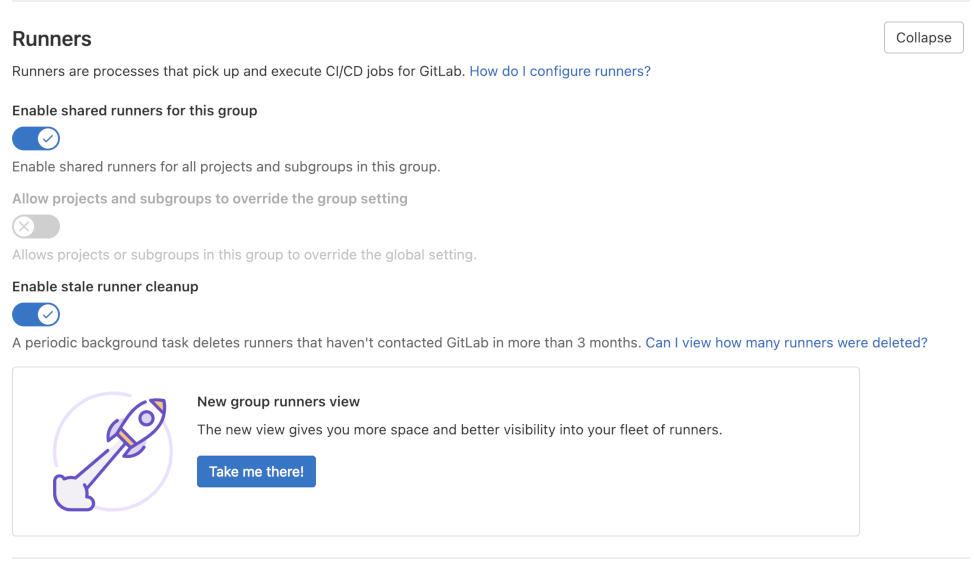 Runners
Collapse
Runners are processes that pick up and execute CI/CD jobs for GitLab. How do I configure runners?
Enable shared runners for this group
Enable shared runners for all projects and subgroups in this group.
Allow projects and subgroups to override the group setting
Allows projects or subgroups in this group to override the global setting.
Enable stale runner cleanup
A periodic background task deletes runners that haven't contacted GitLab in more than 3 months. Can I view how many runners were deleted?
New group runners view
The new view gives you more space and better visibility into your fleet of runners.
Take me there!